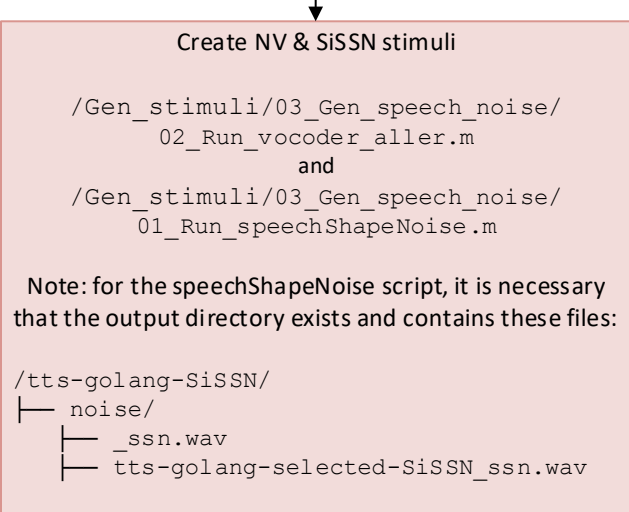 Create NV & SiSSN stimuli
/Gen_stimuli/03_Gen_speech_noise/
02_Run_vocoder_aller.m
and
/Gen_stimuli/03_Gen_speech_noise/
01_Run_speechShapeNoise.m
Note: for the speechShapeNoise script, it is necessary
that the output directory exists and contains these files:
/tts-golang-SiSSN/
├── noise/
├── _ssn.wav
├── tts-golang-selected-SiSSN_ssn.wav